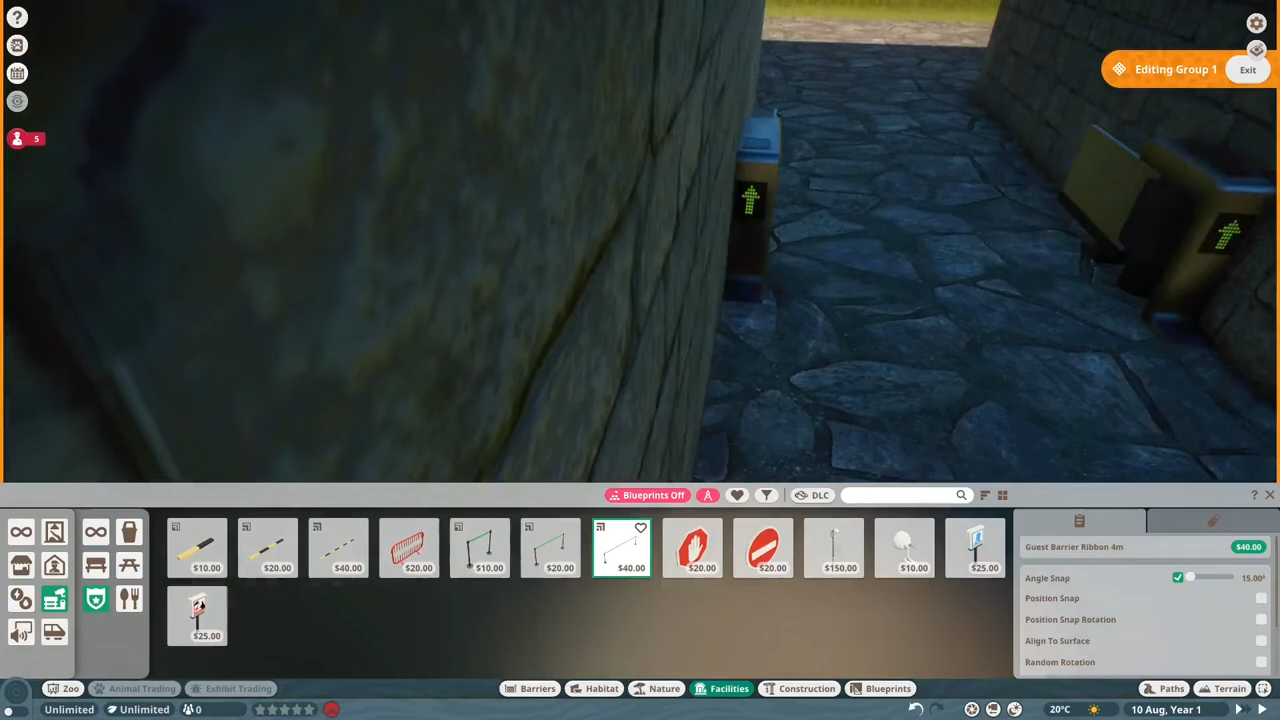 ?
Editing Group 1
Exit
5
Blueprints Off
DLC
?
$10.00
$20.00
$40.00
$20.00
$10.00
$20.00
$40.00
$20.00
$20.00
$150.00
$10.00
$25.00
$25.00
Guest Barrier Ribbon 4m
$40.00
Angle Snap
15.00°
Position Snap
Position Snap Rotation
Align To Surface
Random Rotation
Zoo
Animal Trading
Exhibit Trading
Barriers
Habitat
Nature
Facilities
Construction
Blueprints
Paths
Terrain
Unlimited
Unlimited
0
20°C
10 Aug, Year 1